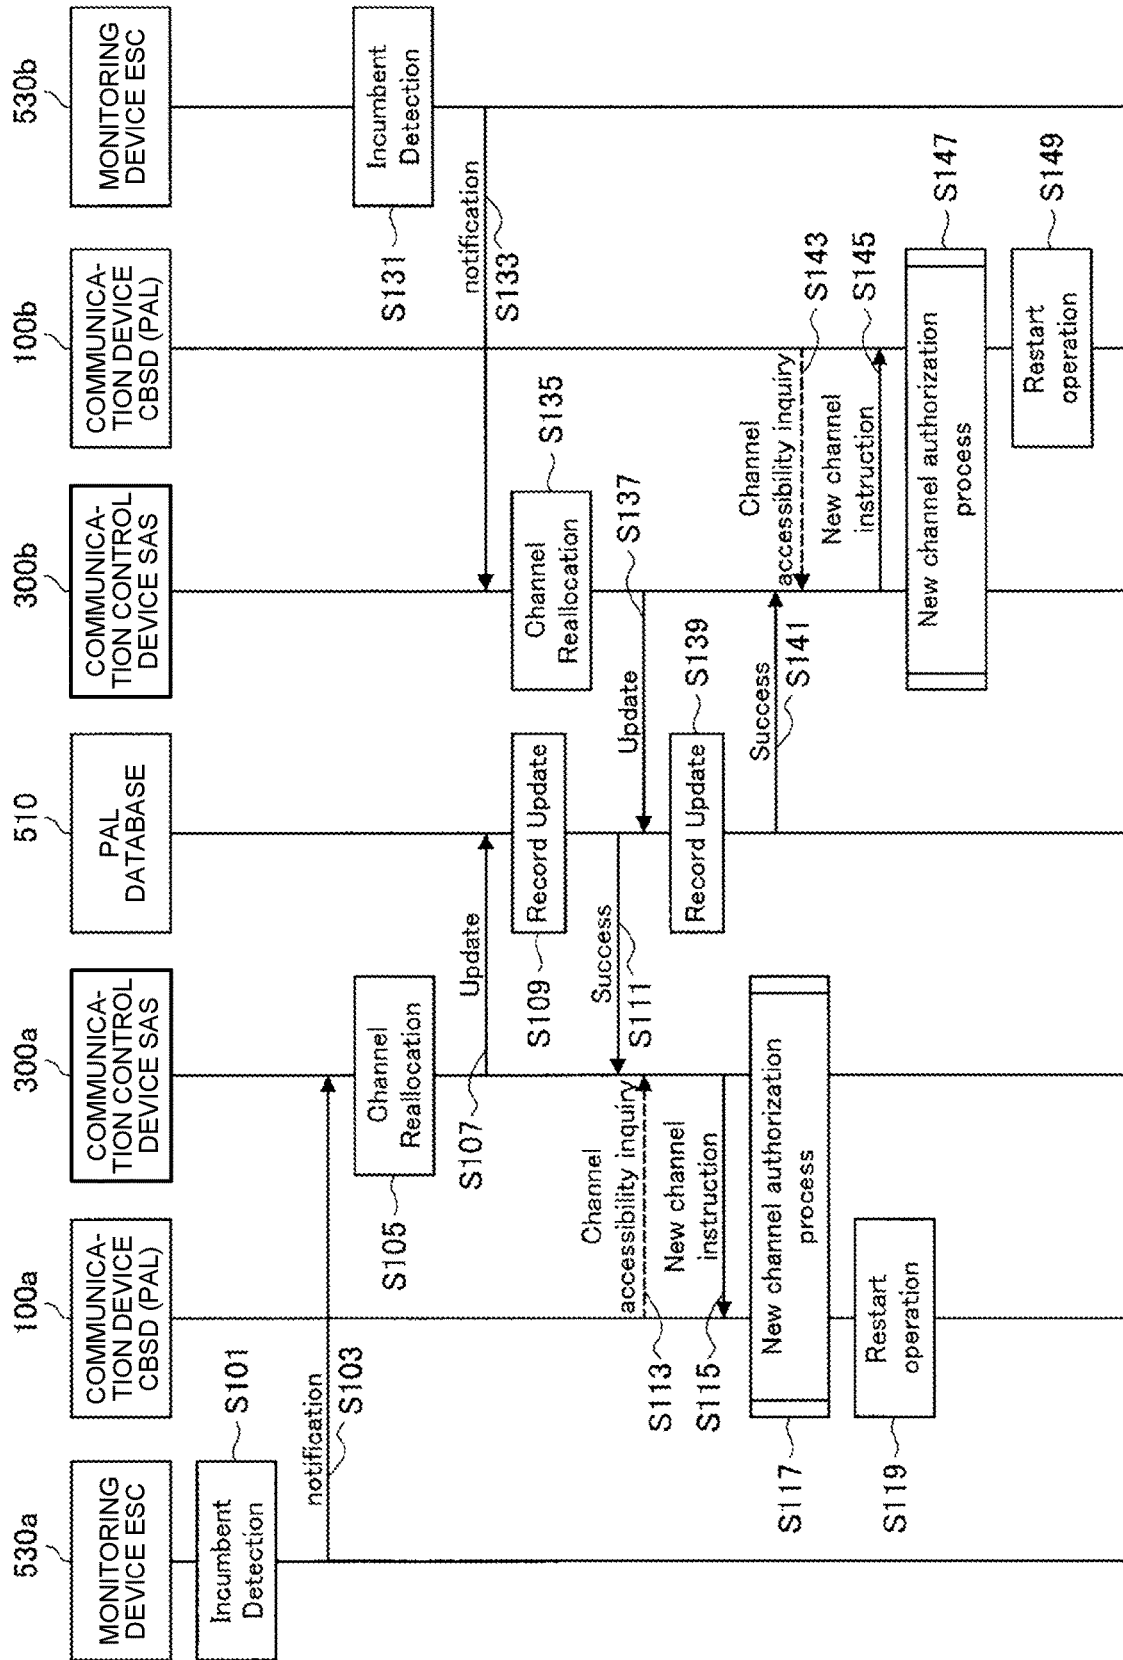 530a
100a
300a
510
300b
100b
530b
MONITORING
DEVICE ESC
COMMUNICA-
TION DEVICE
CBSD (PAL)
COMMUNICA-
TION CONTROL
DEVICE SAS
PAL
DATABASE
COMMUNICA-
TION CONTROL
DEVICE SAS
COMMUNICA-
TION DEVICE
CBSD (PAL)
MONITORING
DEVICE ESC
Incumbent
Detection
S101
notification
S103
Channel
Reallocation
S105
Incumbent
Detection
S131
Update
S107
notification
S133
Record Update
S109
Channel
Reallocation
S135
Success
S111
Update
S137
Channel
accessibility inquiry
S113
Record Update
S139
New channel
instruction
S115
Success
S141
New channel authorization
process
S117
Channel
accessibility inquiry
S143
New channel
instruction
S145
Restart
operation
S119
New channel authorization
process
S147
Restart
operation
S149